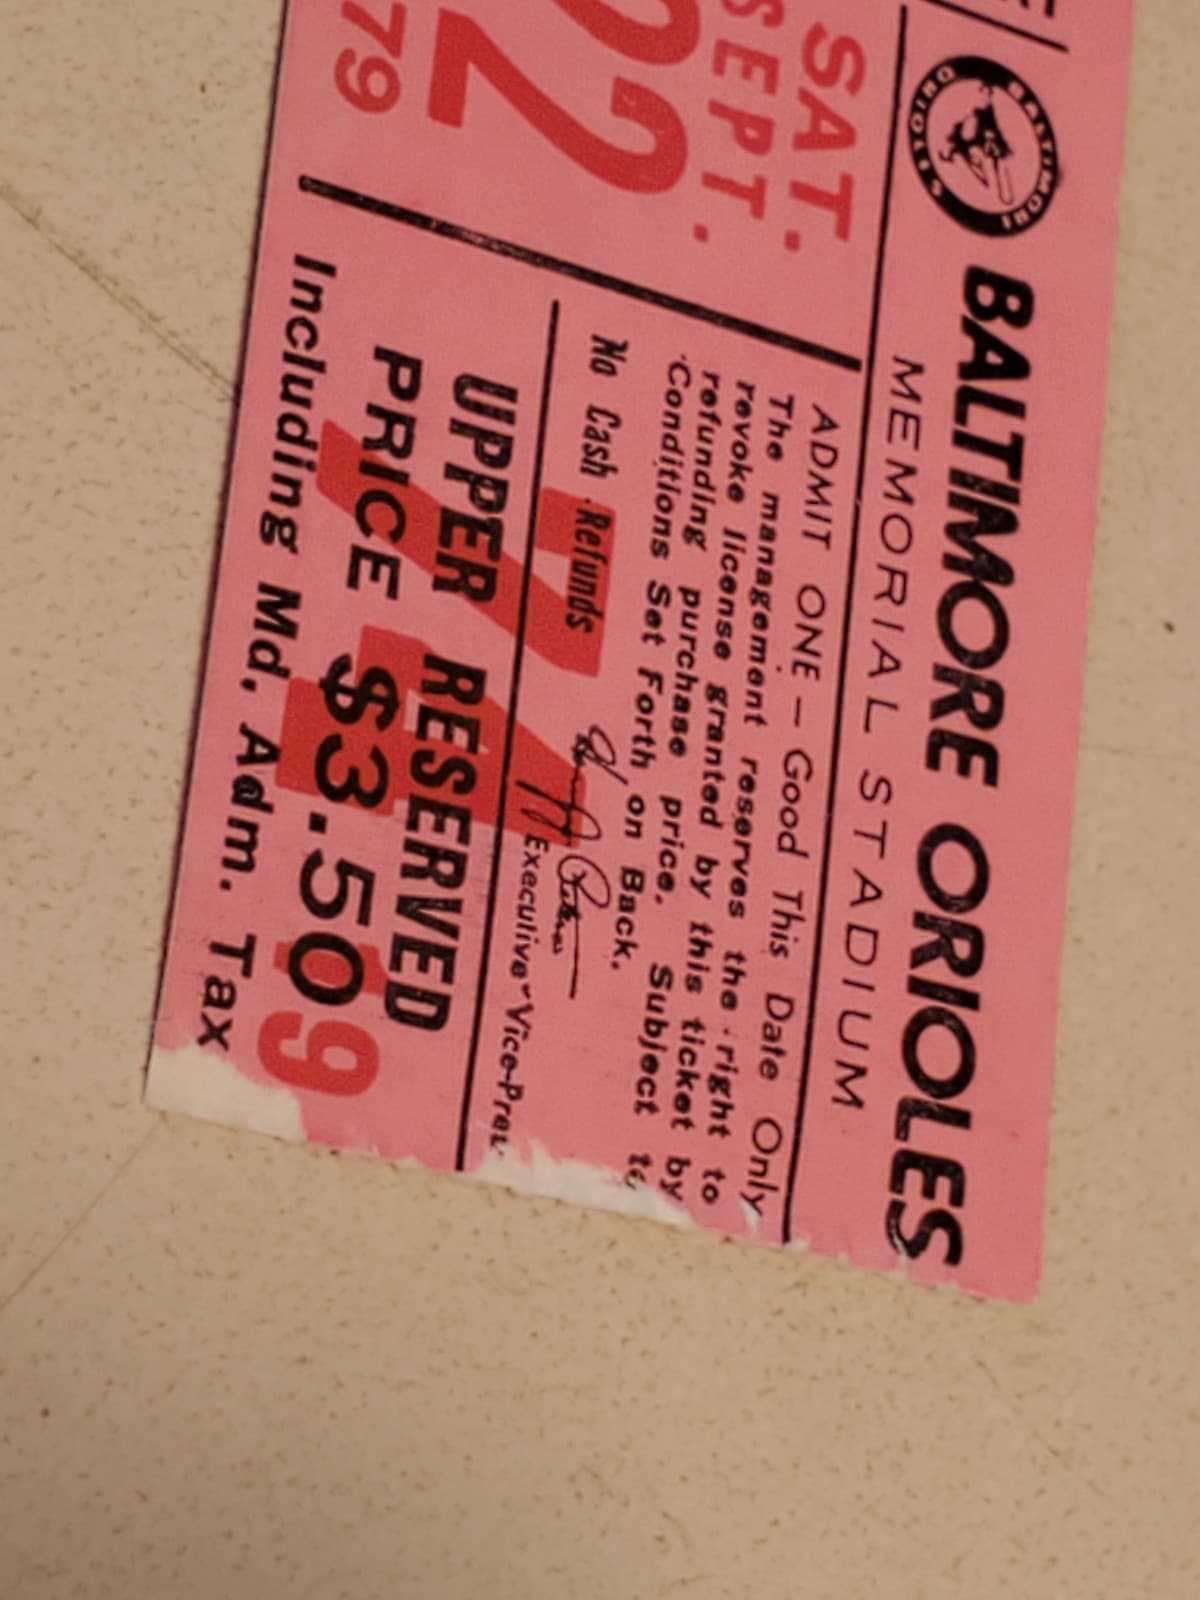 BALTIMORE ORIOLES
BALTIMORE ORIOLES
MEMORIAL STADIUM
SAT.
SEPT.
22
79
ADMIT ONE – Good This Date Only
The management reserves the right to
revoke license granted by this ticket by
refunding purchase price. Subject to
Conditions Set Forth on Back.
No Cash Refunds
Executive Vice-Pres.
UPPER RESERVED
PRICE $3.50
Including Md. Adm. Tax